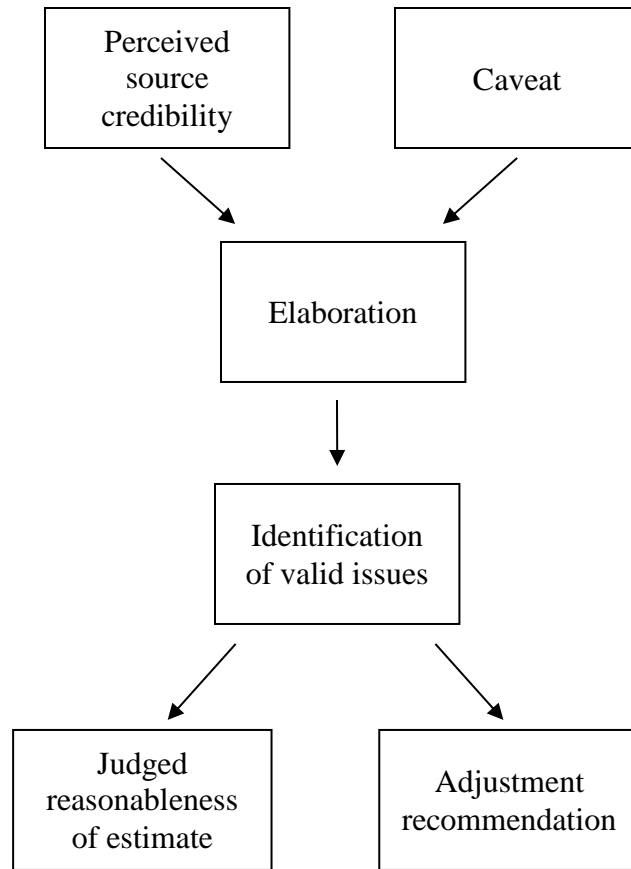 Perceived
source
credibility
Caveat
Elaboration
Identification
of valid issues
Judged
reasonableness
of estimate
Adjustment
recommendation